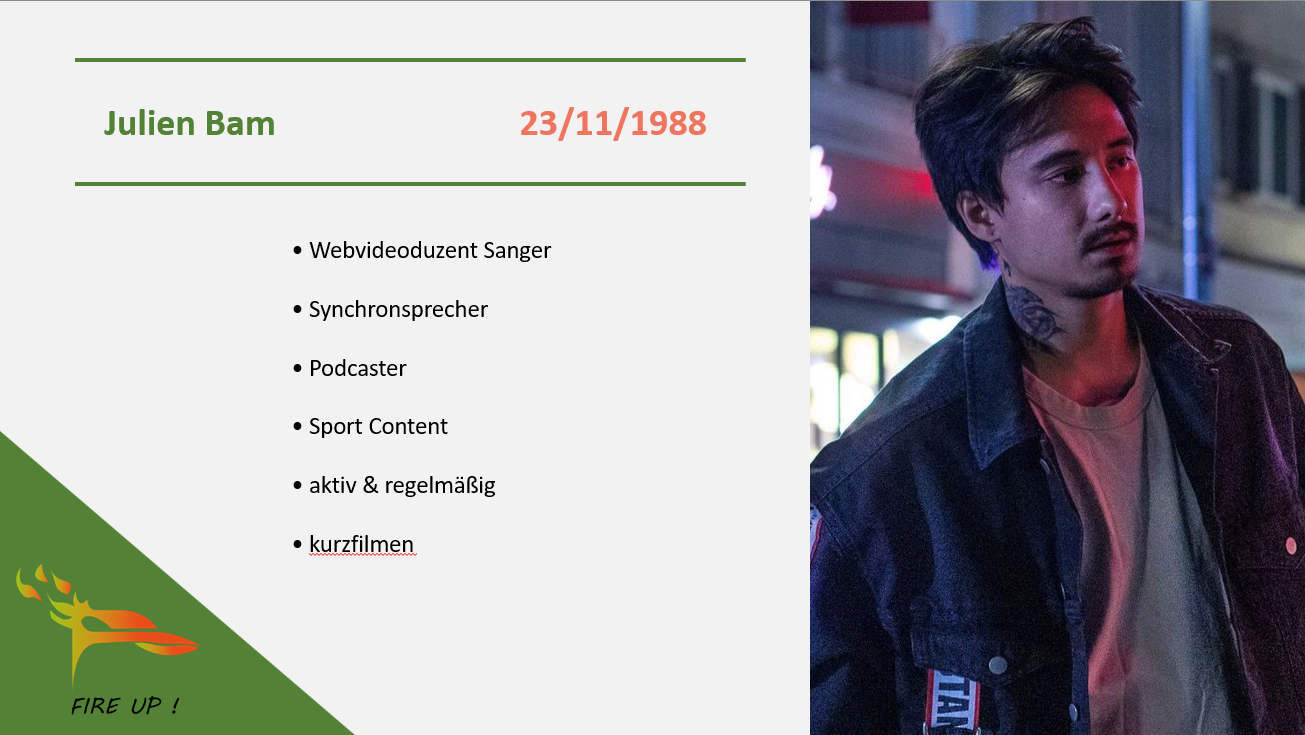 Julien Bam 23/11/1988
• Webvideoduzent Sanger
• Synchronsprecher
• Podcaster
• Sport Content
• aktiv & regelmäßig
• kurzfilmen
FIRE UP !